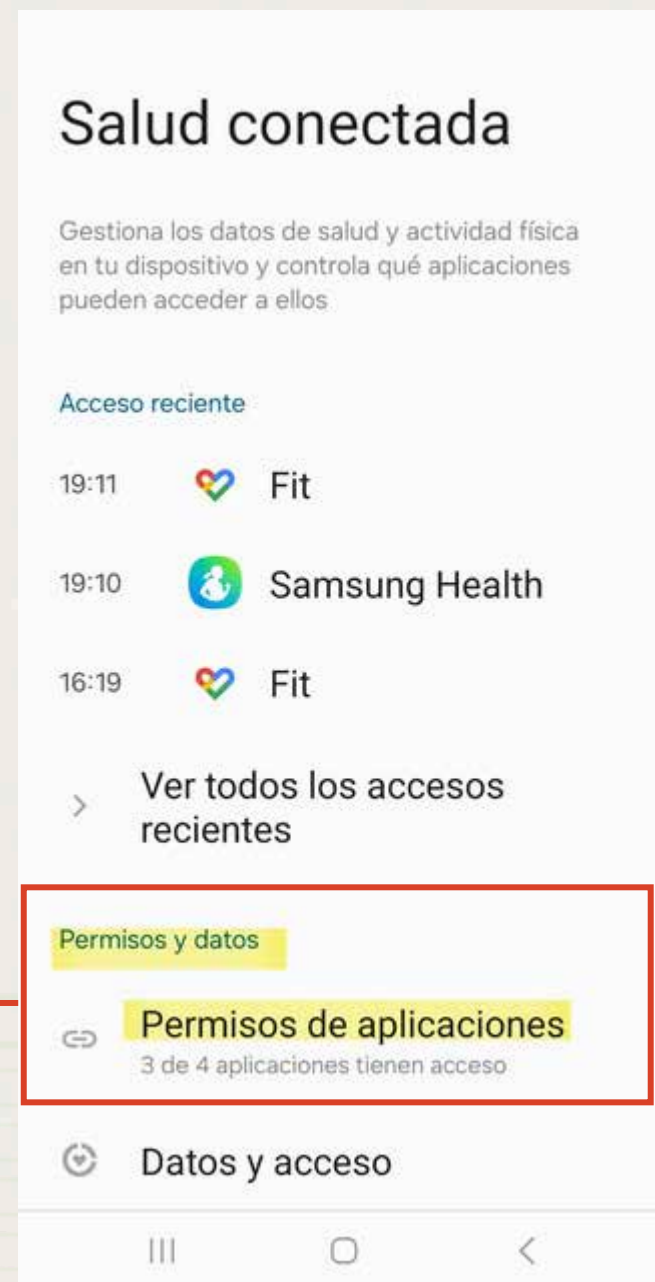 Salud conectada
Gestiona los datos de salud y actividad física
en tu dispositivo y controla qué aplicaciones
pueden acceder a ellos
Acceso reciente
19:11 Fit
19:10 Samsung Health
16:19 Fit
Ver todos los accesos
recientes
Permisos y datos
Permisos de aplicaciones
3 de 4 aplicaciones tienen acceso
Datos y acceso